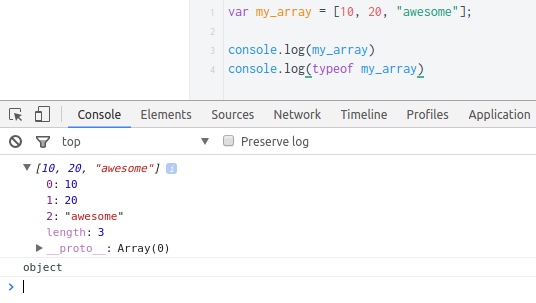 1 var my_array = [10, 20, "awesome"];
2
3 console.log(my_array)
4 console.log(typeof my_array)
Console Elements Sources Network Timeline Profiles Application
top Preserve log
[10, 20, "awesome"] i
0: 10
1: 20
2: "awesome"
length: 3
__proto__: Array(0)
object